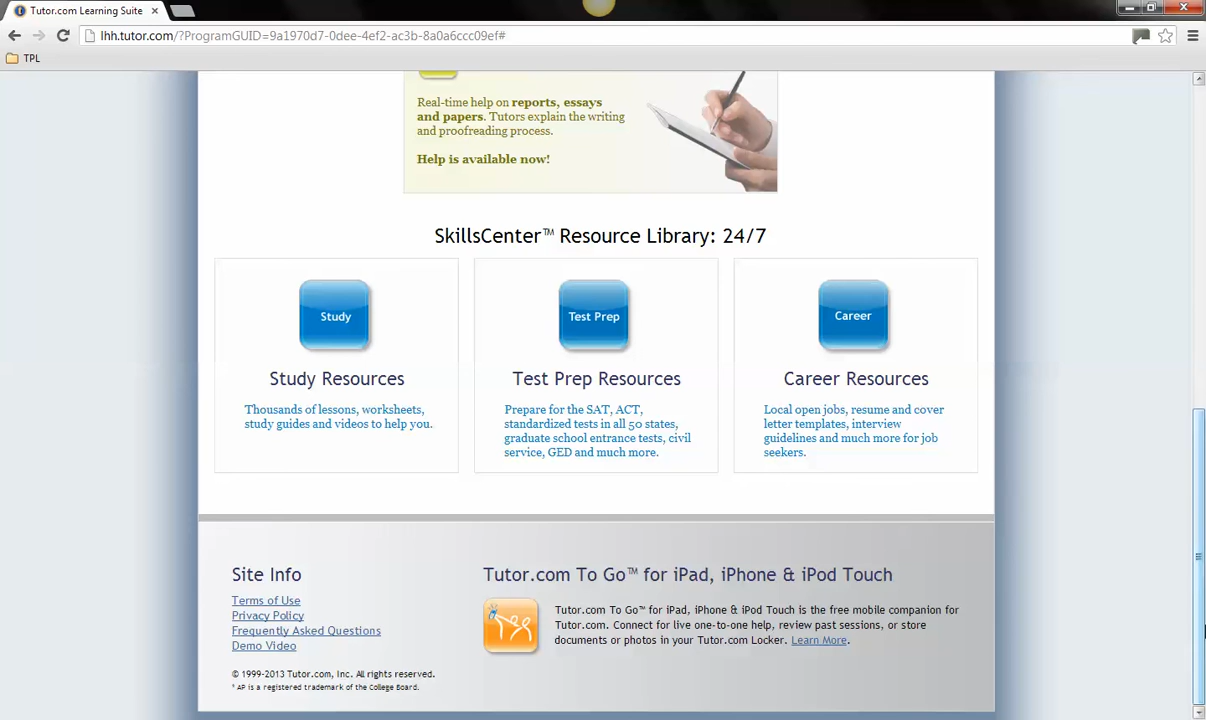 Tutor.com Learning Suite
lhh.tutor.com/?ProgramGUID=9a1970d7-0dee-4ef2-ac3b-8a0a6ccc09ef#
TPL
Real-time help on reports, essays
and papers. Tutors explain the writing
and proofreading process.
Help is available now!
SkillsCenter™ Resource Library: 24/7
Study
Study Resources
Thousands of lessons, worksheets,
study guides and videos to help you.
Test Prep
Test Prep Resources
Prepare for the SAT, ACT,
standardized tests in all 50 states,
graduate school entrance tests, civil
service, GED and much more.
Career
Career Resources
Local open jobs, resume and cover
letter templates, interview
guidelines and much more for job
seekers.
Site Info
Terms of Use
Privacy Policy
Frequently Asked Questions
Demo Video
© 1999-2013 Tutor.com, Inc. All rights reserved.
* AP is a registered trademark of the College Board.
Tutor.com To Go™ for iPad, iPhone & iPod Touch
Tutor.com To Go™ for iPad, iPhone & iPod Touch is the free mobile companion for
Tutor.com. Connect for live one-to-one help, review past sessions, or store
documents or photos in your Tutor.com Locker. Learn More.